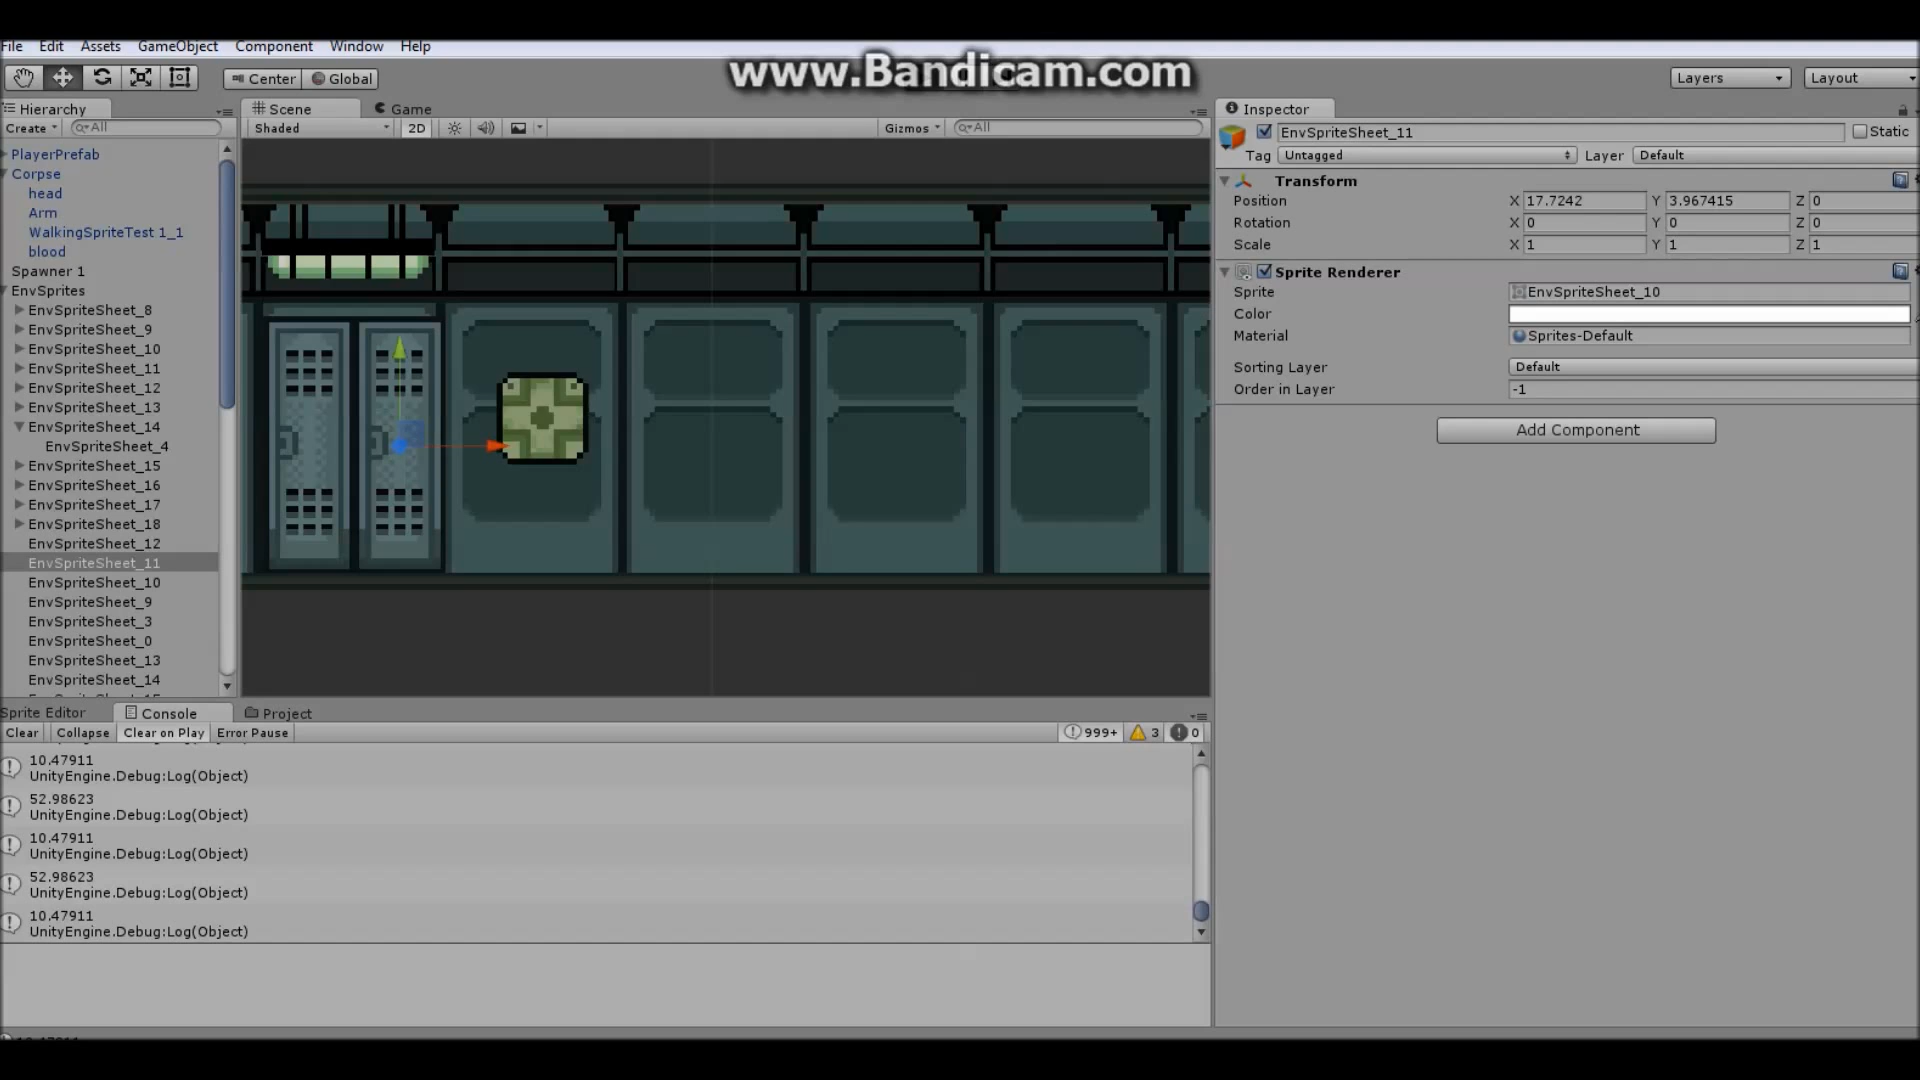 File Edit Assets GameObject Component Window Help
www.Bandicam.com
Center Global Layers Layout
Hierarchy Scene Game Inspector
Create All Shaded 2D Gizmos All
EnvSpriteSheet_11 Static
Tag Untagged Layer Default
PlayerPrefab
Corpse
head
Arm
WalkingSpriteTest 1_1
blood
Spawner 1
EnvSprites
EnvSpriteSheet_8
EnvSpriteSheet_9
EnvSpriteSheet_10
EnvSpriteSheet_11
EnvSpriteSheet_12
EnvSpriteSheet_13
EnvSpriteSheet_14
EnvSpriteSheet_4
EnvSpriteSheet_15
EnvSpriteSheet_16
EnvSpriteSheet_17
EnvSpriteSheet_18
EnvSpriteSheet_12
EnvSpriteSheet_11
EnvSpriteSheet_10
EnvSpriteSheet_9
EnvSpriteSheet_3
EnvSpriteSheet_0
EnvSpriteSheet_13
EnvSpriteSheet_14
Transform
Position X 17.7242 Y 3.967415 Z 0
Rotation X 0 Y 0 Z 0
Scale X 1 Y 1 Z 1
Sprite Renderer
Sprite EnvSpriteSheet_10
Color
Material Sprites-Default
Sorting Layer Default
Order in Layer -1
Add Component
Sprite Editor Console Project
Clear Collapse Clear on Play Error Pause 999+ 3 0
10.47911
UnityEngine.Debug:Log(Object)
52.98623
UnityEngine.Debug:Log(Object)
10.47911
UnityEngine.Debug:Log(Object)
52.98623
UnityEngine.Debug:Log(Object)
10.47911
UnityEngine.Debug:Log(Object)